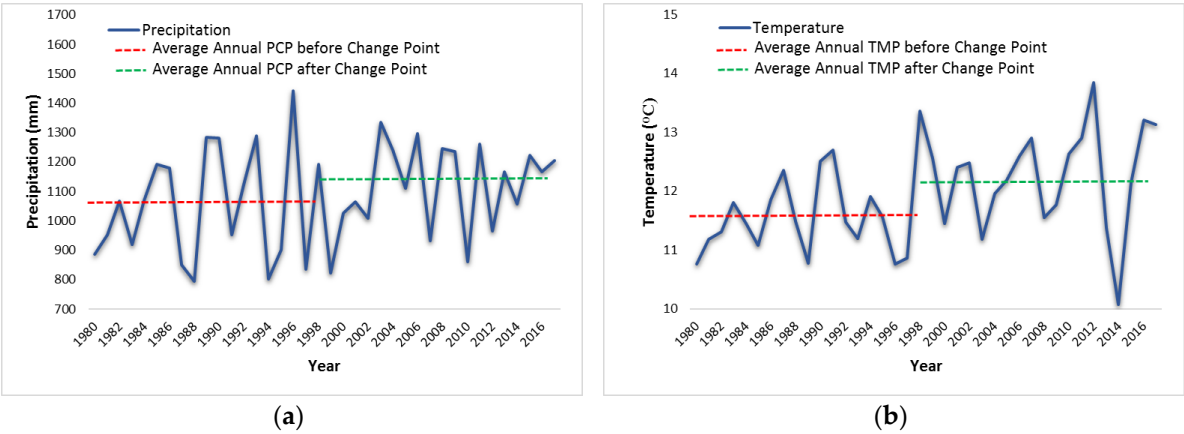 1700
1600
1500
1400
1300
1200
1100
1000
900
800
700
Precipitation (mm)
Precipitation
Average Annual PCP before Change Point
Average Annual PCP after Change Point
1980 1982 1984 1986 1988 1990 1992 1994 1996 1998 2000 2002 2004 2006 2008 2010 2012 2014 2016
Year
(a)
15
14
13
12
11
10
Temperature (°C)
Temperature
Average Annual TMP before Change Point
Average Annual TMP after Change Point
1980 1982 1984 1986 1988 1990 1992 1994 1996 1998 2000 2002 2004 2006 2008 2010 2012 2014 2016
Year
(b)